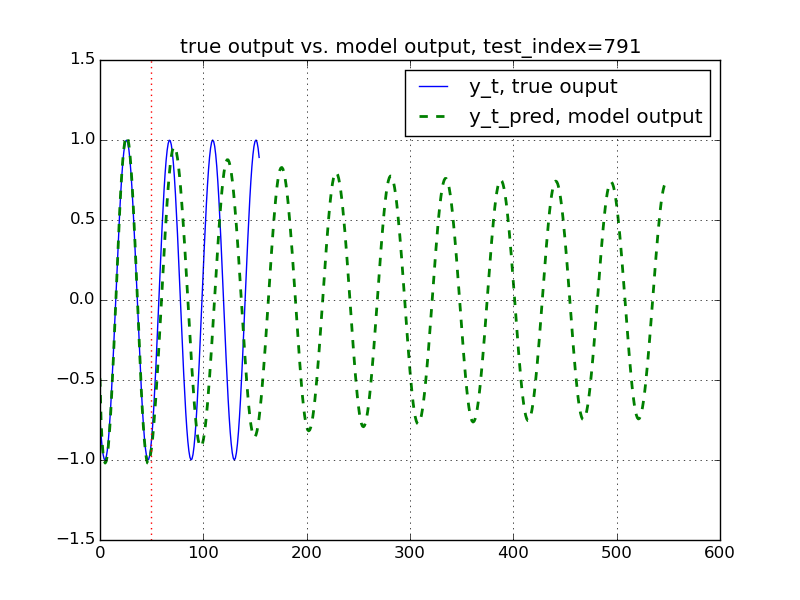 true output vs. model output, test_index=791
y_t, true ouput
y_t_pred, model output
1.5
1.0
0.5
0.0
−0.5
−1.0
−1.5
0 100 200 300 400 500 600